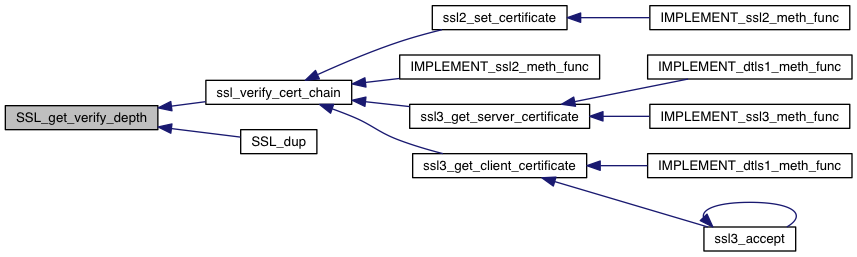 ssl2_set_certificate
IMPLEMENT_ssl2_meth_func
IMPLEMENT_ssl2_meth_func
IMPLEMENT_dtls1_meth_func
ssl_verify_cert_chain
SSL_get_verify_depth
ssl3_get_server_certificate
IMPLEMENT_ssl3_meth_func
SSL_dup
ssl3_get_client_certificate
IMPLEMENT_dtls1_meth_func
ssl3_accept